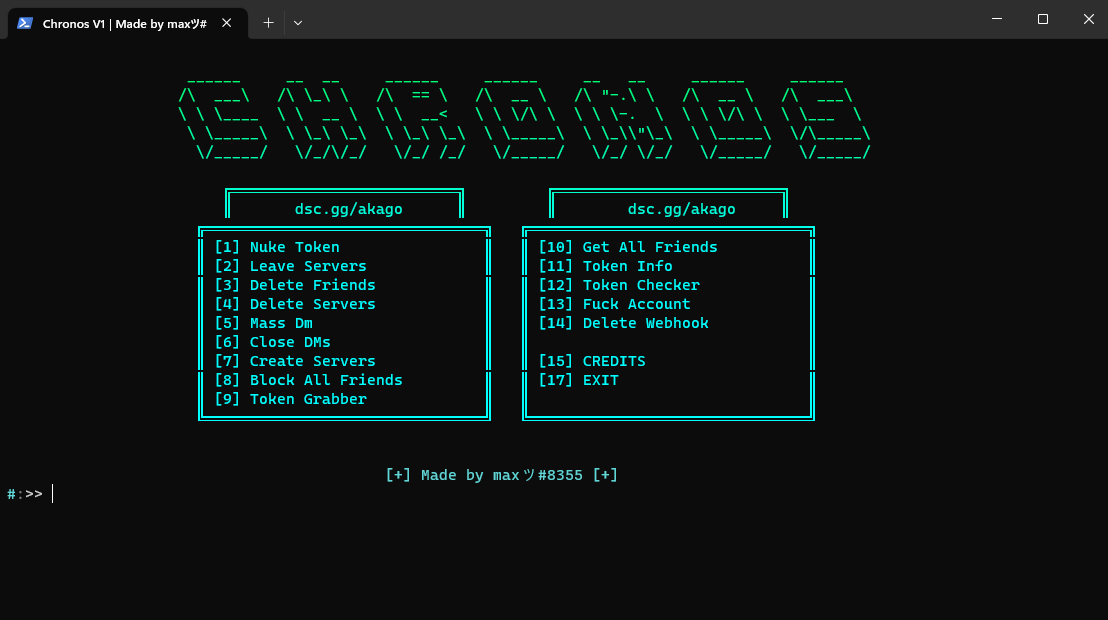 Chronos V1 | Made by maxツ#
CHRONOS
dsc.gg/akago
[1] Nuke Token
[2] Leave Servers
[3] Delete Friends
[4] Delete Servers
[5] Mass Dm
[6] Close DMs
[7] Create Servers
[8] Block All Friends
[9] Token Grabber
dsc.gg/akago
[10] Get All Friends
[11] Token Info
[12] Token Checker
[13] Fuck Account
[14] Delete Webhook
[15] CREDITS
[17] EXIT
[+] Made by maxツ#8355 [+]
#:>>